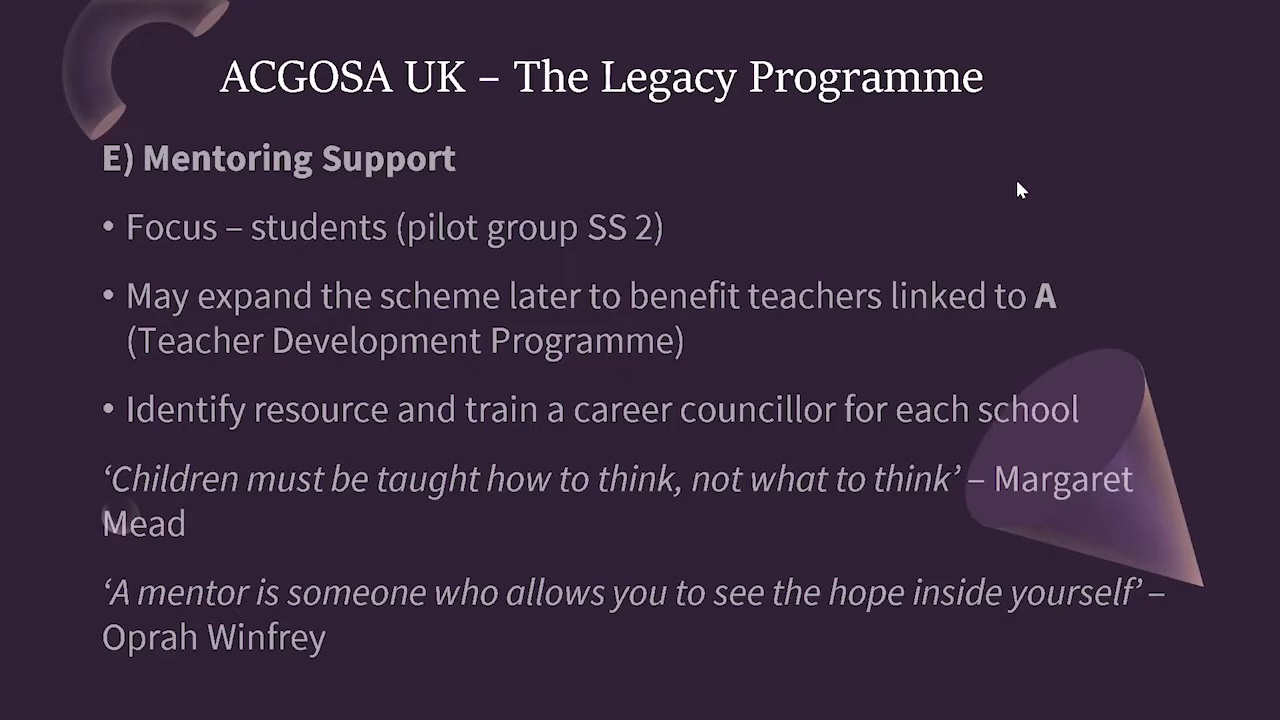 ACGOSA UK – The Legacy Programme
E) Mentoring Support
• Focus – students (pilot group SS 2)
• May expand the scheme later to benefit teachers linked to A
(Teacher Development Programme)
• Identify resource and train a career councillor for each school
‘Children must be taught how to think, not what to think’ – Margaret
Mead
‘A mentor is someone who allows you to see the hope inside yourself’ –
Oprah Winfrey